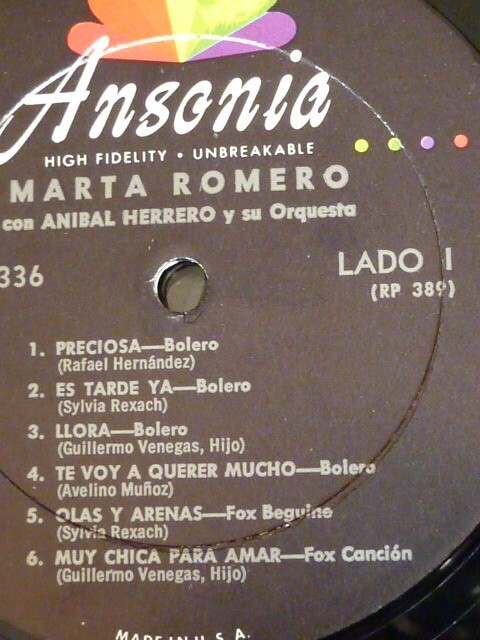 Ansonia
HIGH FIDELITY • UNBREAKABLE
MARTA ROMERO
con ANIBAL HERRERO y su Orquesta
336
LADO I
(RP 389)
1. PRECIOSA—Bolero
(Rafael Hernández)
2. ES TARDE YA—Bolero
(Sylvia Rexach)
3. LLORA—Bolero
(Guillermo Venegas, Hijo)
4. TE VOY A QUERER MUCHO—Bolero
(Avelino Muñoz)
5. OLAS Y ARENAS—Fox Beguine
(Sylvia Rexach)
6. MUY CHICA PARA AMAR—Fox Canción
(Guillermo Venegas, Hijo)
MADE IN U.S.A.